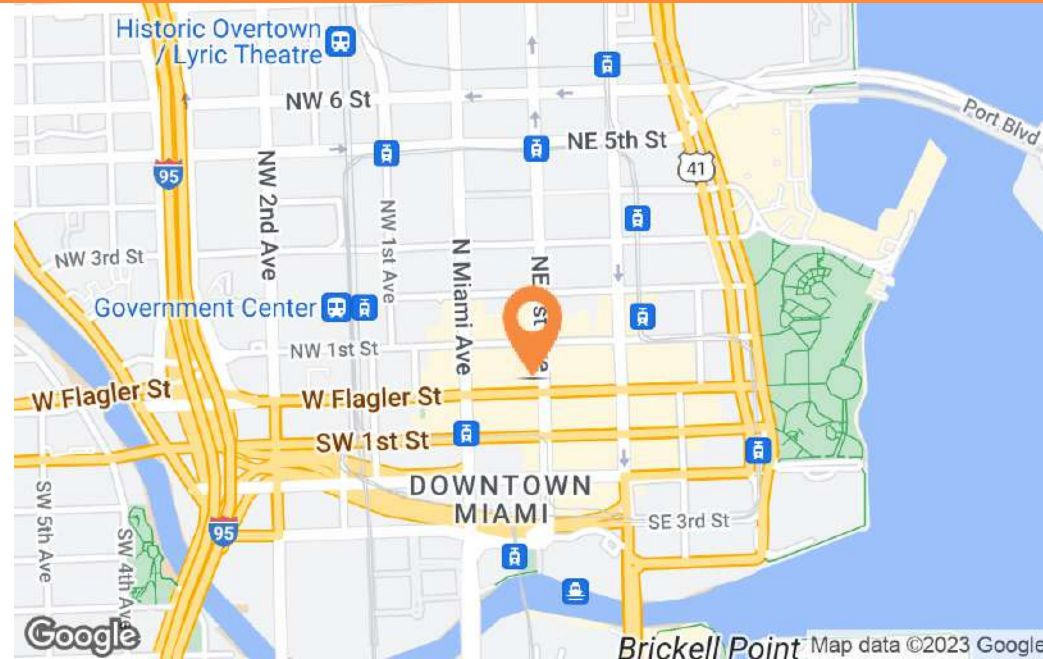 Historic Overtown
/ Lyric Theatre
NW 6 St
Port Blvd
NE 5th St
41
95
NW 2nd Ave
NW 1st Ave
N Miami Ave
NE
st
NW 3rd St
Government Center
NW 1st St
W Flagler St
W Flagler St
SW 1st St
DOWNTOWN
MIAMI
SE 3rd St
SW 5th Ave
SW 4th Ave
95
Google
Brickell Point
Map data ©2023 Google